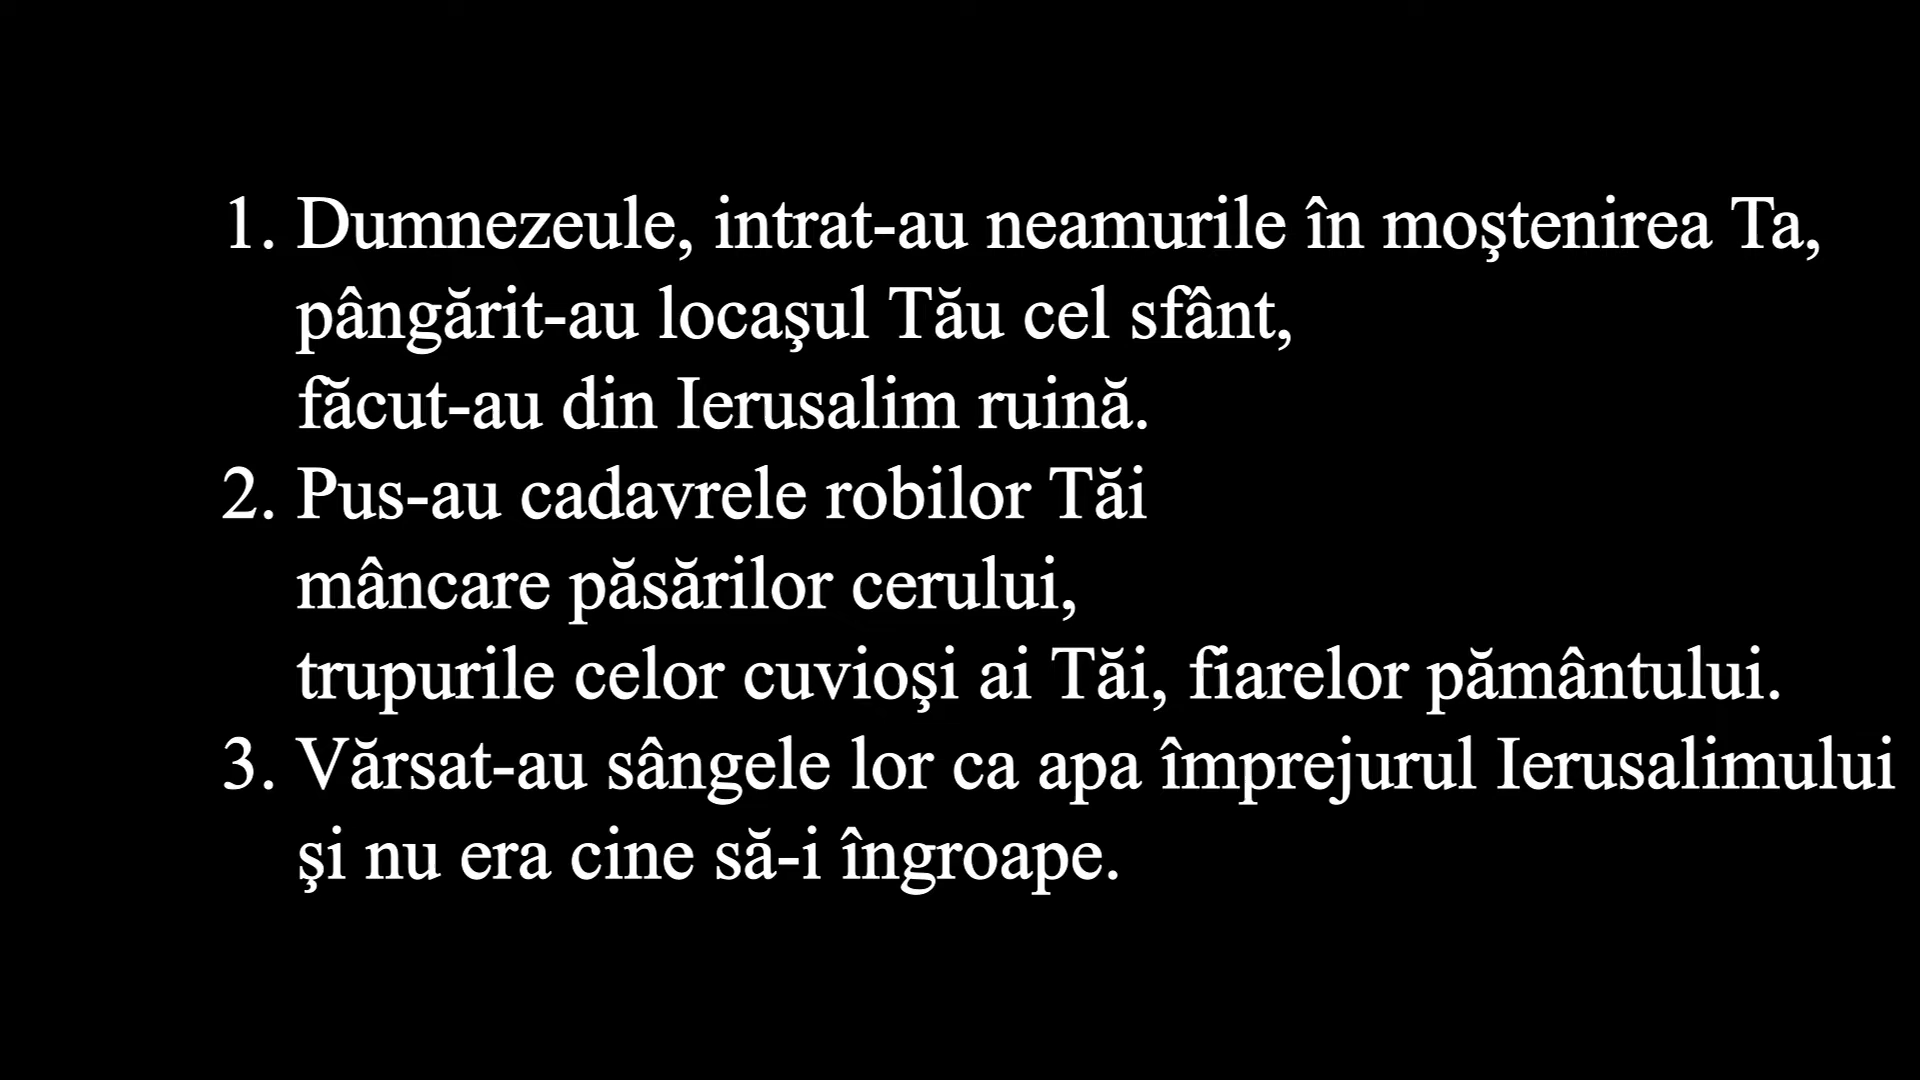 1. Dumnezeule, intrat-au neamurile în moştenirea Ta,
pângărit-au locaşul Tău cel sfânt,
făcut-au din Ierusalim ruină.
2. Pus-au cadavrele robilor Tăi
mâncare păsărilor cerului,
trupurile celor cuvioşi ai Tăi, fiarelor pământului.
3. Vărsat-au sângele lor ca apa împrejurul Ierusalimului
şi nu era cine să-i îngroape.